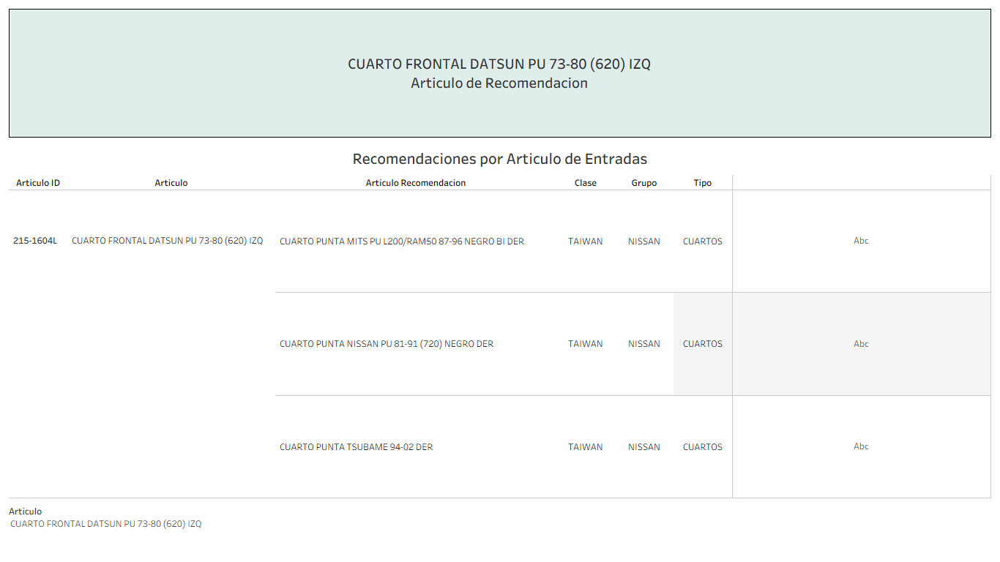 CUARTO FRONTAL DATSUN PU 73-80 (620) IZQ
Articulo de Recomendacion
Recomendaciones por Articulo de Entradas
Articulo ID Articulo Articulo Recomendacion Clase Grupo Tipo
215-1604L CUARTO FRONTAL DATSUN PU 73-80 (620) IZQ CUARTO PUNTA MITS PU L200/RAM50 87-96 NEGRO BI DER TAIWAN NISSAN CUARTOS Abc
CUARTO PUNTA NISSAN PU 81-91 (720) NEGRO DER TAIWAN NISSAN CUARTOS Abc
CUARTO PUNTA TSUBAME 94-02 DER TAIWAN NISSAN CUARTOS Abc
Articulo
CUARTO FRONTAL DATSUN PU 73-80 (620) IZQ